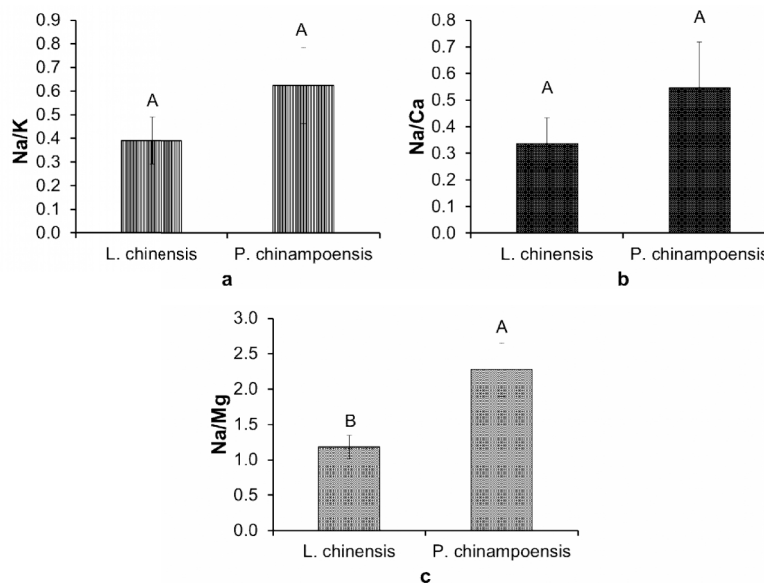 0.9
0.8
0.7
0.6
0.5
0.4
0.3
0.2
0.1
0.0
Na/K
A
A
L. chinensis P. chinampoensis
a
0.8
0.7
0.6
0.5
0.4
0.3
0.2
0.1
0.0
Na/Ca
A
A
L. chinensis P. chinampoensis
b
3.0
2.5
2.0
1.5
1.0
0.5
0.0
Na/Mg
B
A
L. chinensis P. chinampoensis
c